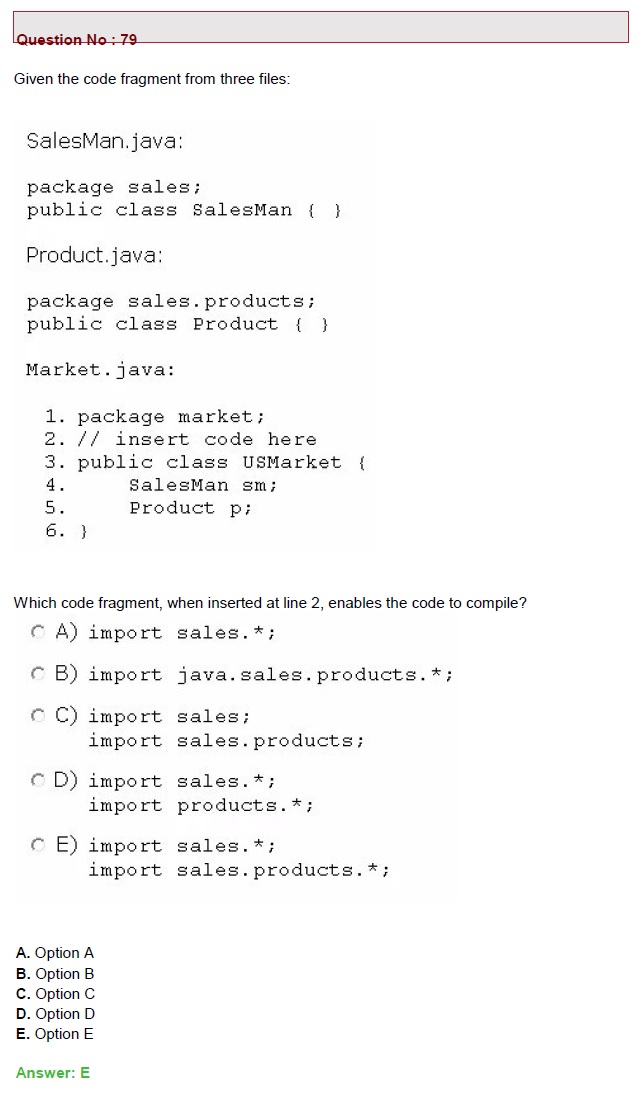 Question No : 79
Given the code fragment from three files:
SalesMan.java:
package sales;
public class SalesMan { }
Product.java:
package sales.products;
public class Product { }
Market.java:
1. package market;
2. // insert code here
3. public class USMarket {
4. SalesMan sm;
5. Product p;
6. }
Which code fragment, when inserted at line 2, enables the code to compile?
A) import sales.*;
B) import java.sales.products.*;
C) import sales;
import sales.products;
D) import sales.*;
import products.*;
E) import sales.*;
import sales.products.*;
A. Option A
B. Option B
C. Option C
D. Option D
E. Option E
Answer: E